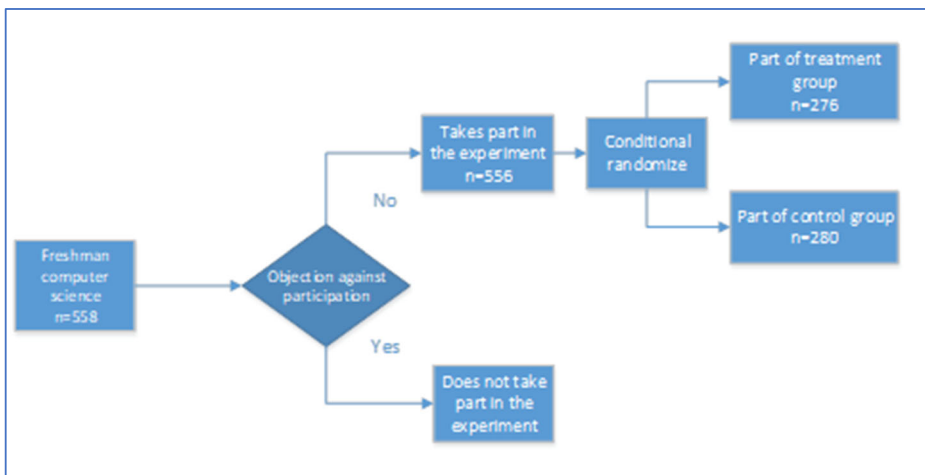 Freshman
computer
science
n=558
Objection against
participation
No
Yes
Takes part in
the experiment
n=556
Does not take
part in the
experiment
Conditional
randomize
Part of treatment
group
n=276
Part of control group
n=280